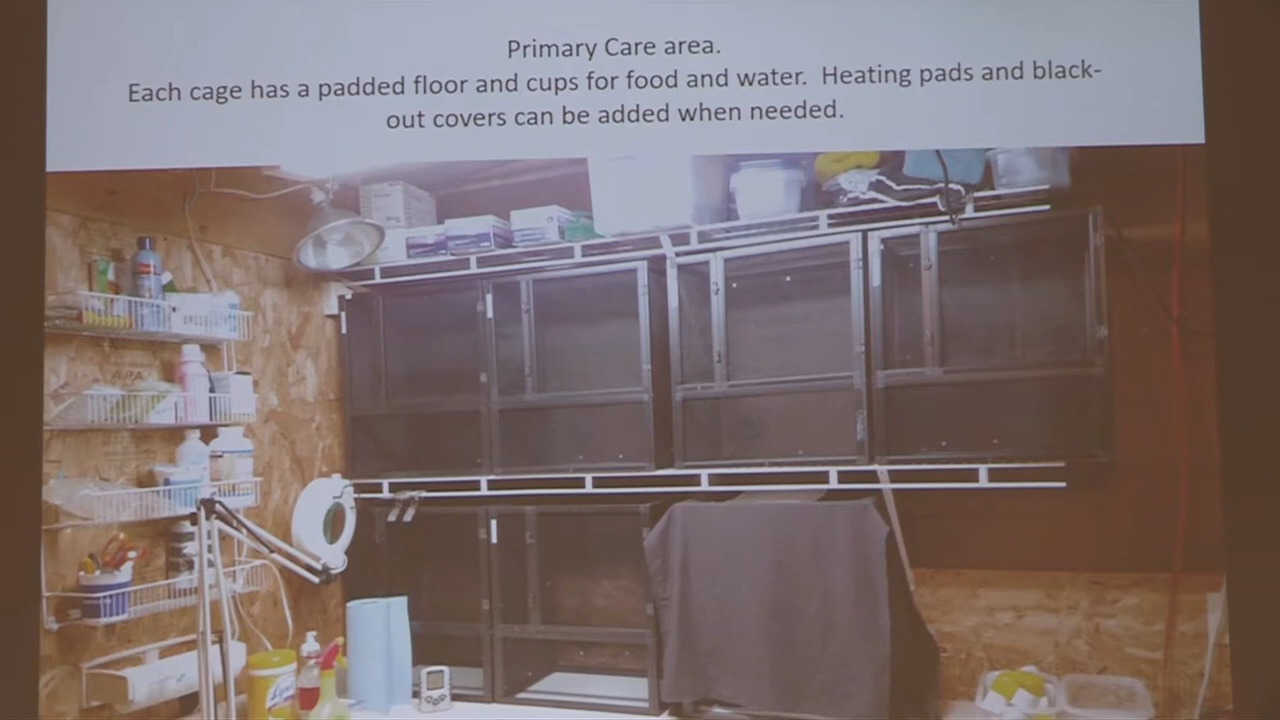 Primary Care area.
Each cage has a padded floor and cups for food and water.  Heating pads and black-
out covers can be added when needed.